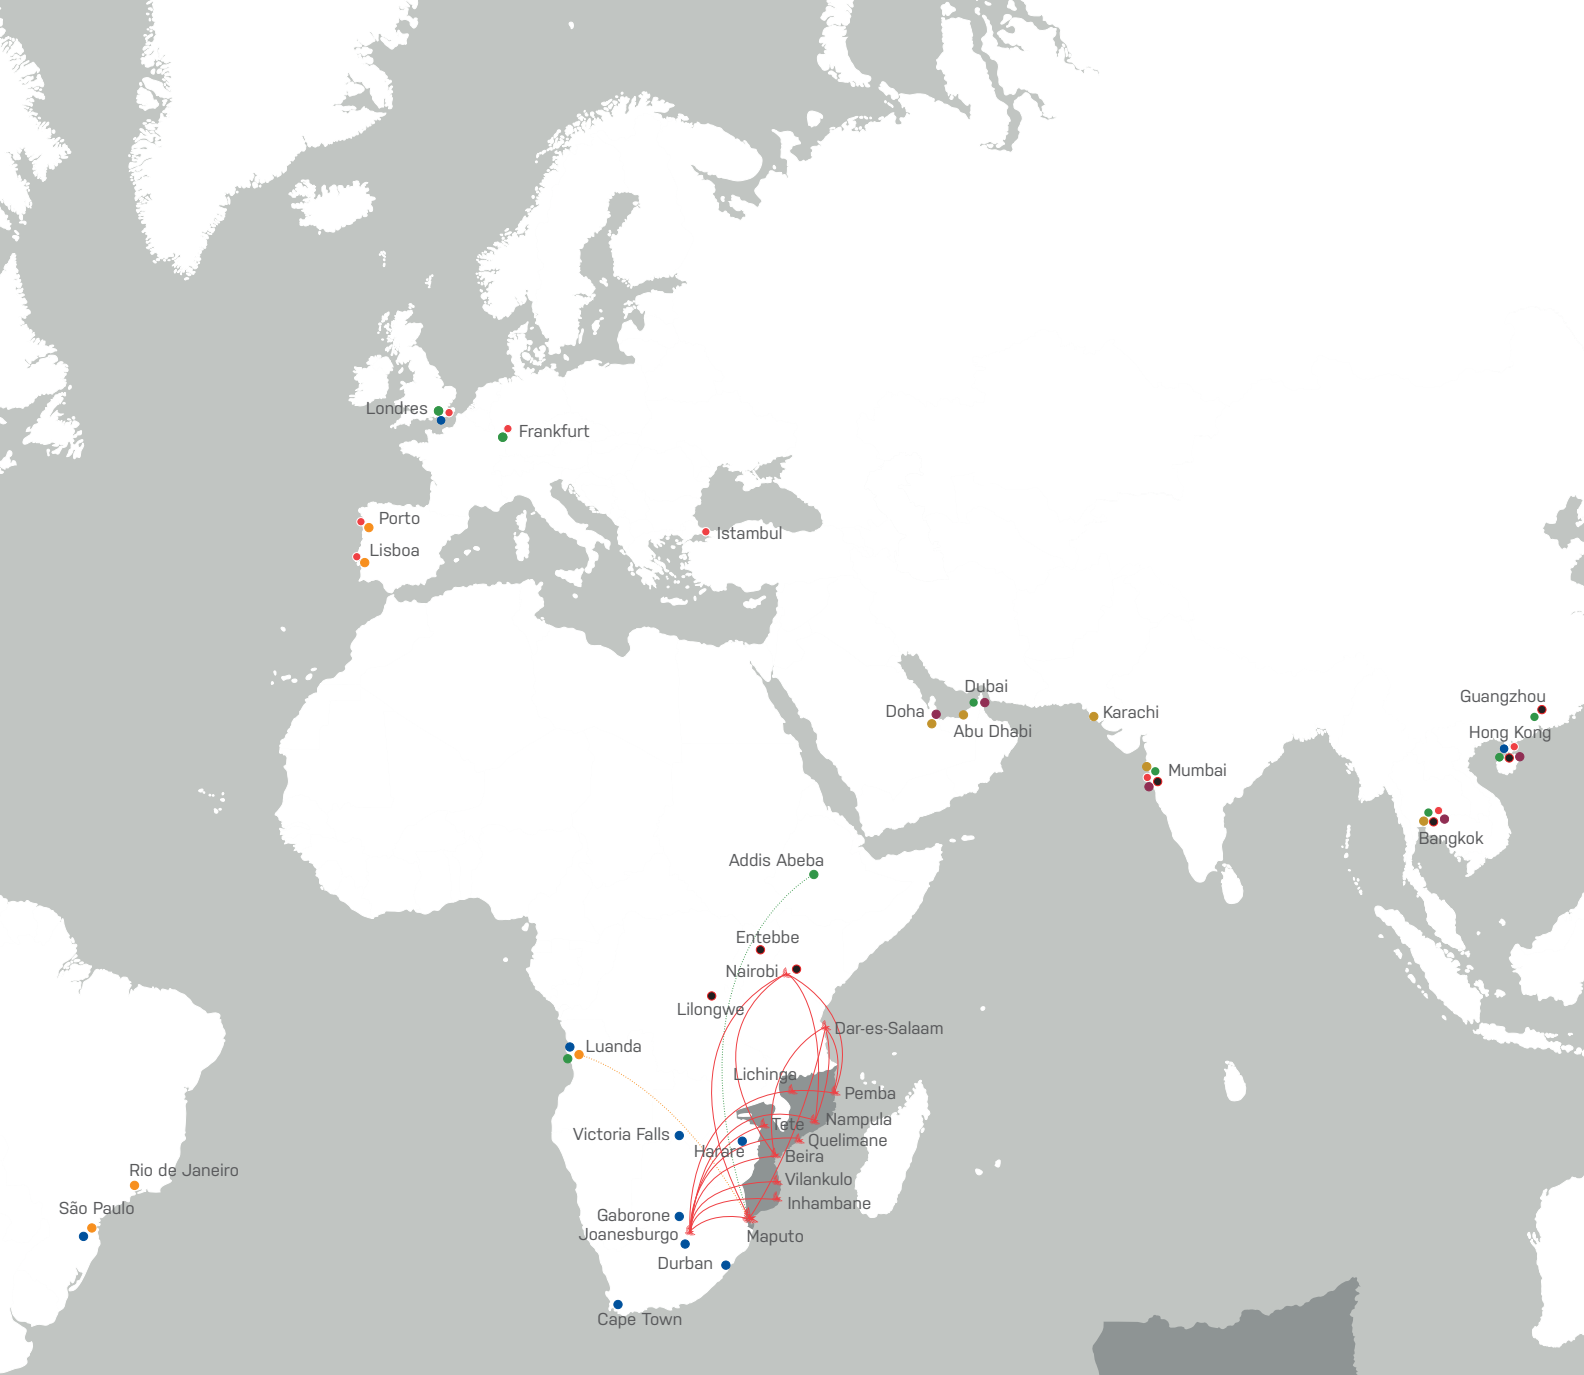 Londres
Frankfurt
Porto
Istambul
Lisboa
Dubai
Doha
Karachi
Abu Dhabi
Guangzhou
Hong Kong
Mumbai
Bangkok
Addis Abeba
Entebbe
Nairobi
Lilongwe
Dar-es-Salaam
Luanda
Lichinga
Pemba
Nampula
Tete
Victoria Falls
Quelimane
Harare
Beira
Rio de Janeiro
Vilankulo
Inhambane
São Paulo
Gaborone
Joanesburgo
Maputo
Durban
Cape Town